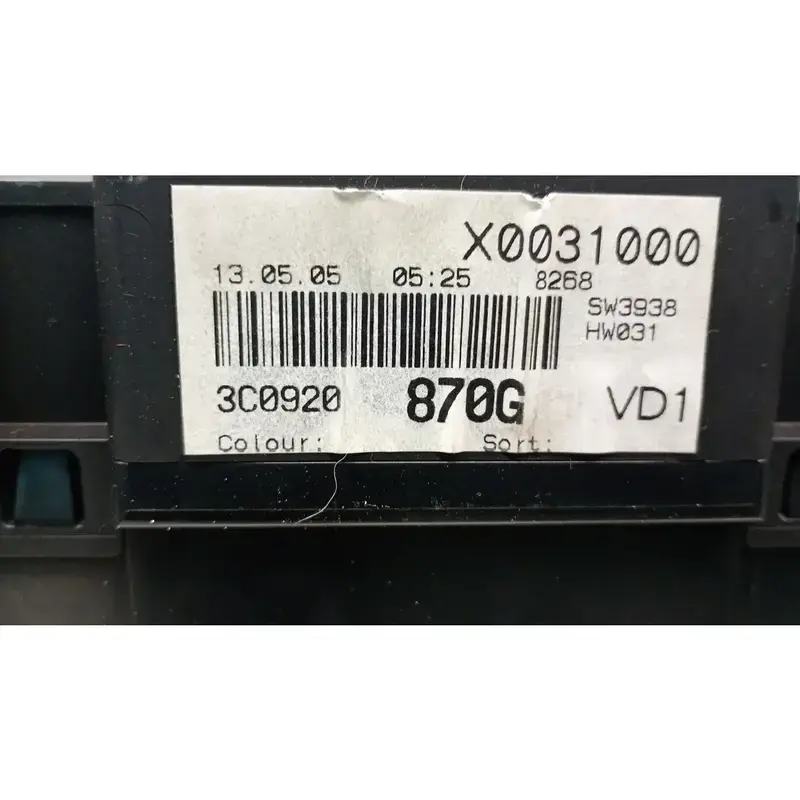 X0031000
13.05.05 05:25 8268
SW3938
HW031
3C0920 870G VD1
Colour: Sort: